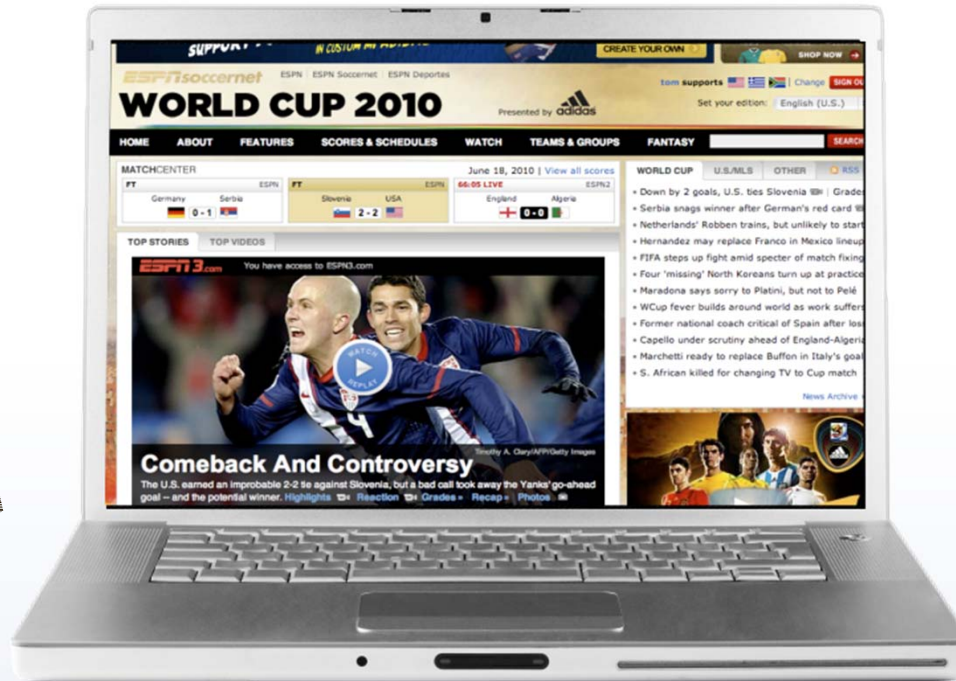 IN CUSTOM
CREATE YOUR OWN
SHOP NOW
ESPN soccernet ESPN | ESPN Soccernet | ESPN Deportes
tom supports | Change SIGN OU
WORLD CUP 2010
Presented by adidas
Set your edition: English (U.S.)
HOME ABOUT FEATURES SCORES & SCHEDULES WATCH TEAMS & GROUPS FANTASY SEARCH
MATCHCENTER June 18, 2010 | View all scores
FT ESPN FT ESPN 66:05 LIVE ESPN2
Germany Serbia Slovenia USA England Algeria
0-1 2-2 0-0
TOP STORIES TOP VIDEOS
ESPN3.com You have access to ESPN3.com
WATCH
REPLAY
4
Timothy A. Clary/AFP/Getty Images
Comeback And Controversy
The U.S. earned an improbable 2-2 tie against Slovenia, but a bad call took away the Yanks' go-ahead
goal -- and the potential winner. Highlights Reaction Grades» Recap» Photos
WORLD CUP U.S./MLS OTHER RSS
Down by 2 goals, U.S. ties Slovenia | Grades
Serbia snags winner after German's red card
Netherlands' Robben trains, but unlikely to start
Hernandez may replace Franco in Mexico lineup
FIFA steps up fight amid specter of match fixing
Four 'missing' North Koreans turn up at practice
Maradona says sorry to Platini, but not to Pelé
WCup fever builds around world as work suffers
Former national coach critical of Spain after los
Capello under scrutiny ahead of England-Algeria
Marchetti ready to replace Buffon in Italy's goal
S. African killed for changing TV to Cup match
News Archive